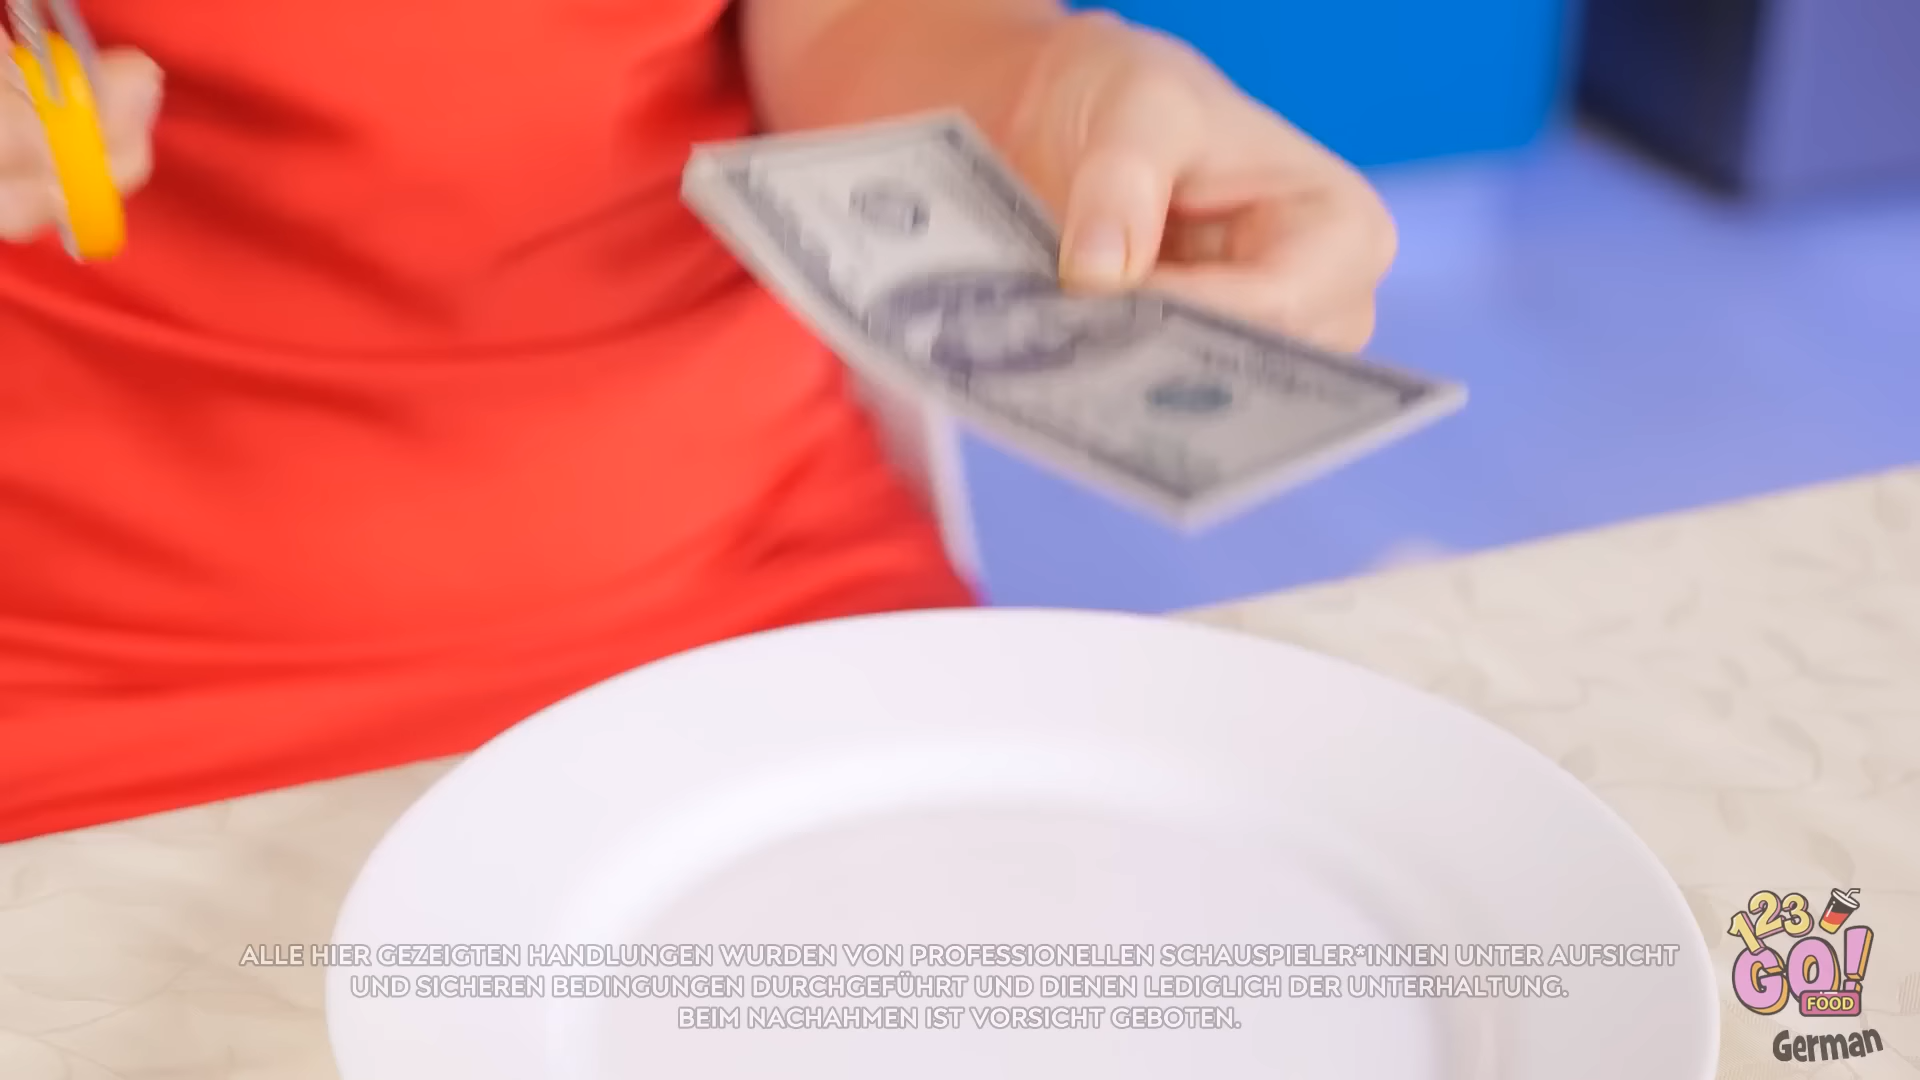 ALLE HIER GEZEIGTEN HANDLUNGEN WURDEN VON PROFESSIONELLEN SCHAUSPIELER*INNEN UNTER AUFSICHT
UND SICHEREN BEDINGUNGEN DURCHGEFÜHRT UND DIENEN LEDIGLICH DER UNTERHALTUNG.
BEIM NACHAHMEN IST VORSICHT GEBOTEN.
123
GO!
FOOD
German